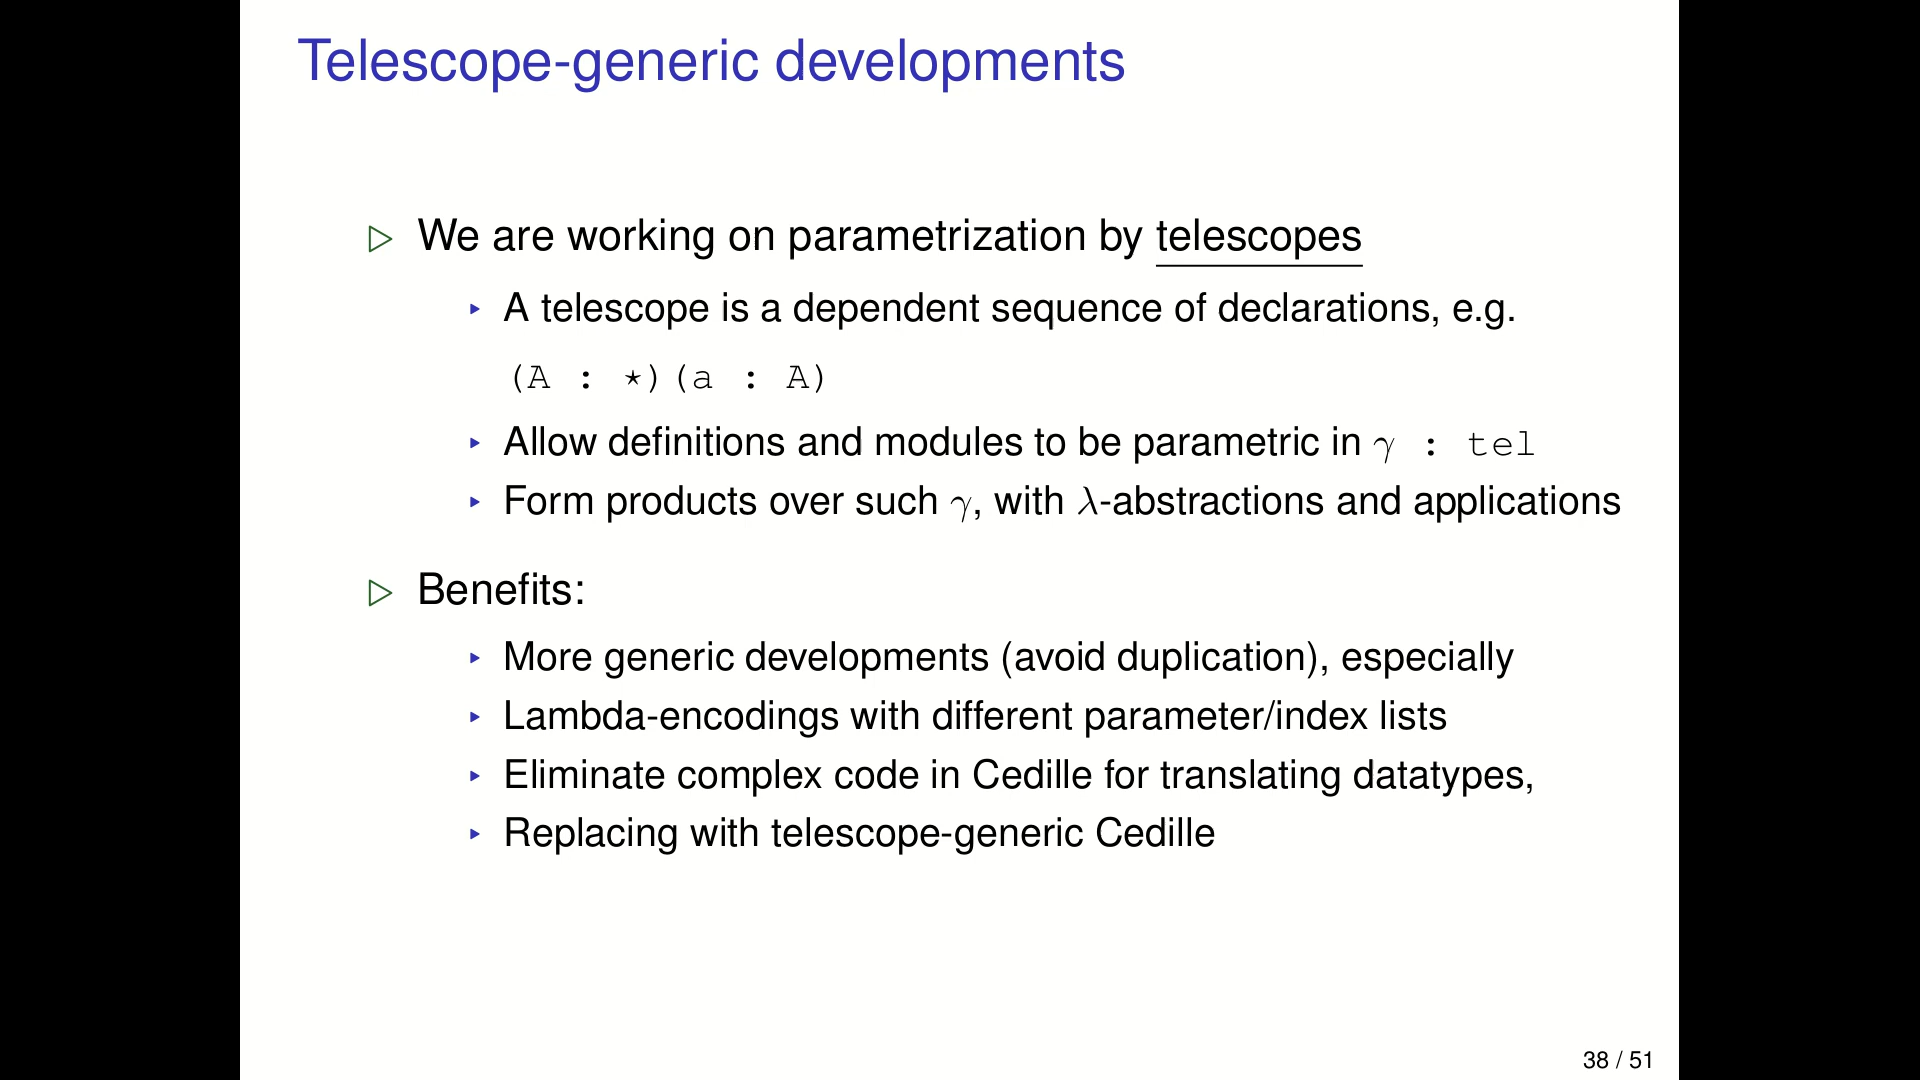 Telescope-generic developments
▷ We are working on parametrization by telescopes
▸ A telescope is a dependent sequence of declarations, e.g.
(A : ⋆)(a : A)
▸ Allow definitions and modules to be parametric in γ : tel
▸ Form products over such γ, with λ-abstractions and applications
▷ Benefits:
▸ More generic developments (avoid duplication), especially
▸ Lambda-encodings with different parameter/index lists
▸ Eliminate complex code in Cedille for translating datatypes,
▸ Replacing with telescope-generic Cedille
38 / 51